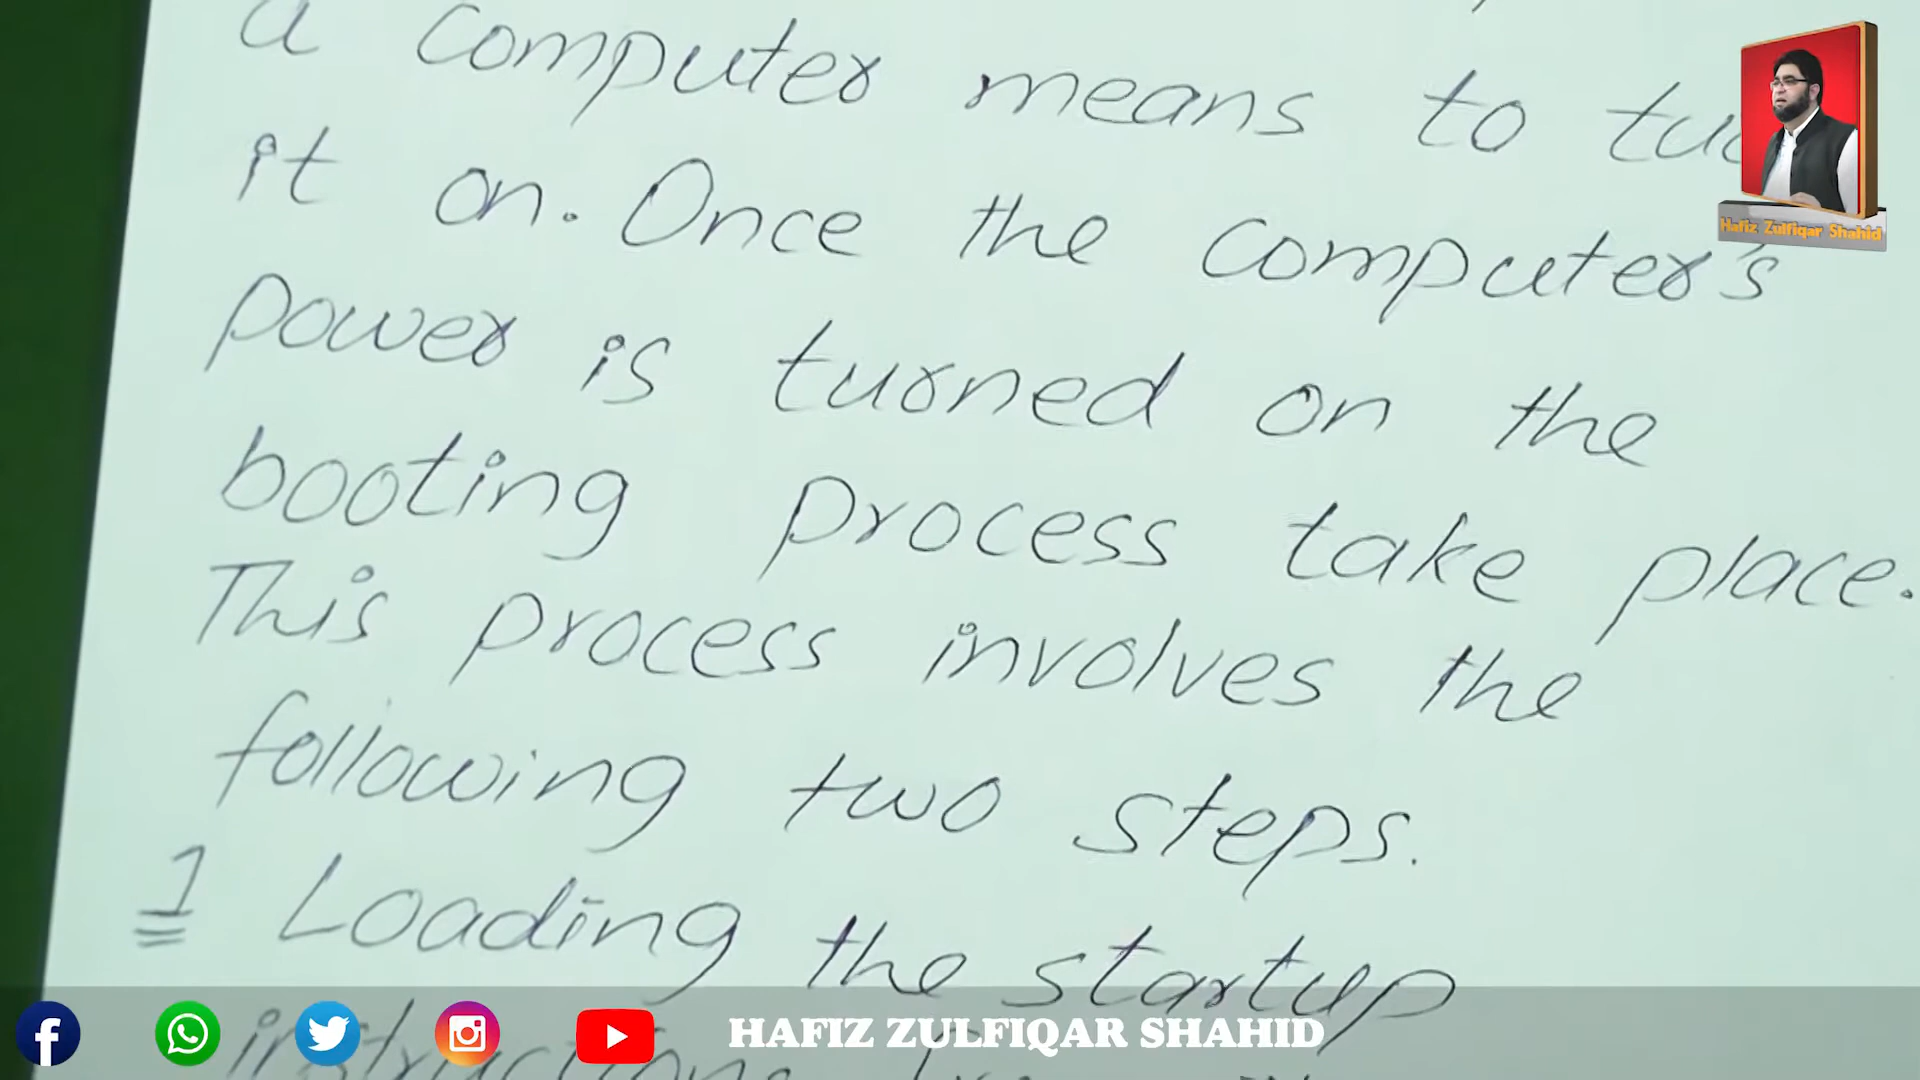 a computer means to
it on. Once the computer's
power is turned on the
booting process take place.
This process involves the
following two steps.
1 Loading the startup
Hafiz Zulfiqar Shahid
HAFIZ ZULFIQAR SHAHID